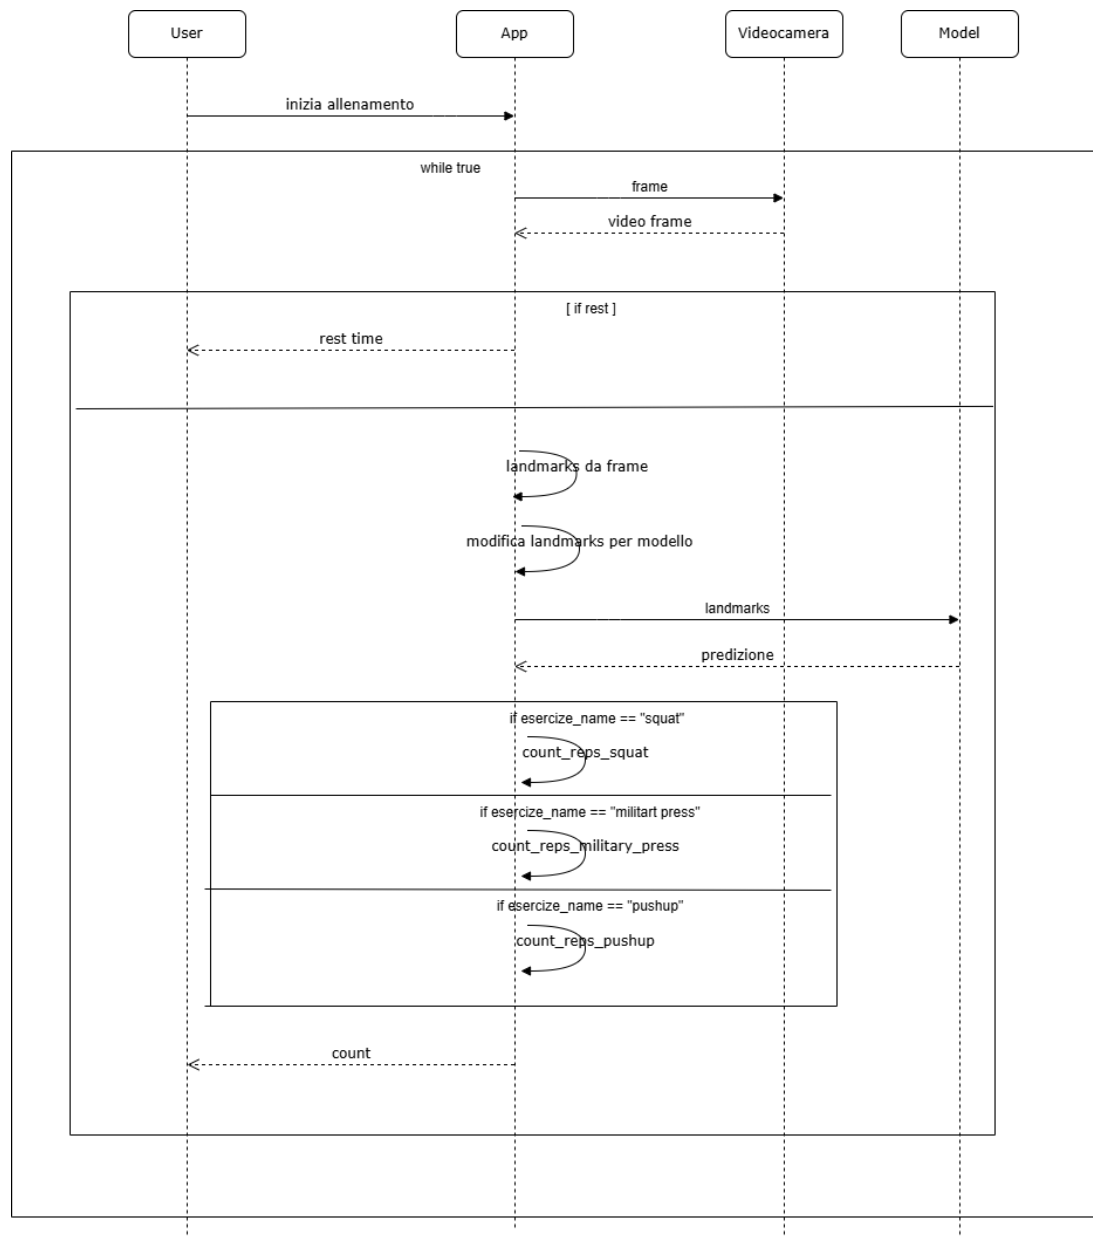 User
App
Videocamera
Model
inizia allenamento
while true
frame
video frame
[ if rest ]
rest time
landmarks da frame
modifica landmarks per modello
landmarks
predizione
if esercize_name == "squat"
count_reps_squat
if esercize_name == "militart press"
count_reps_military_press
if esercize_name == "pushup"
count_reps_pushup
count